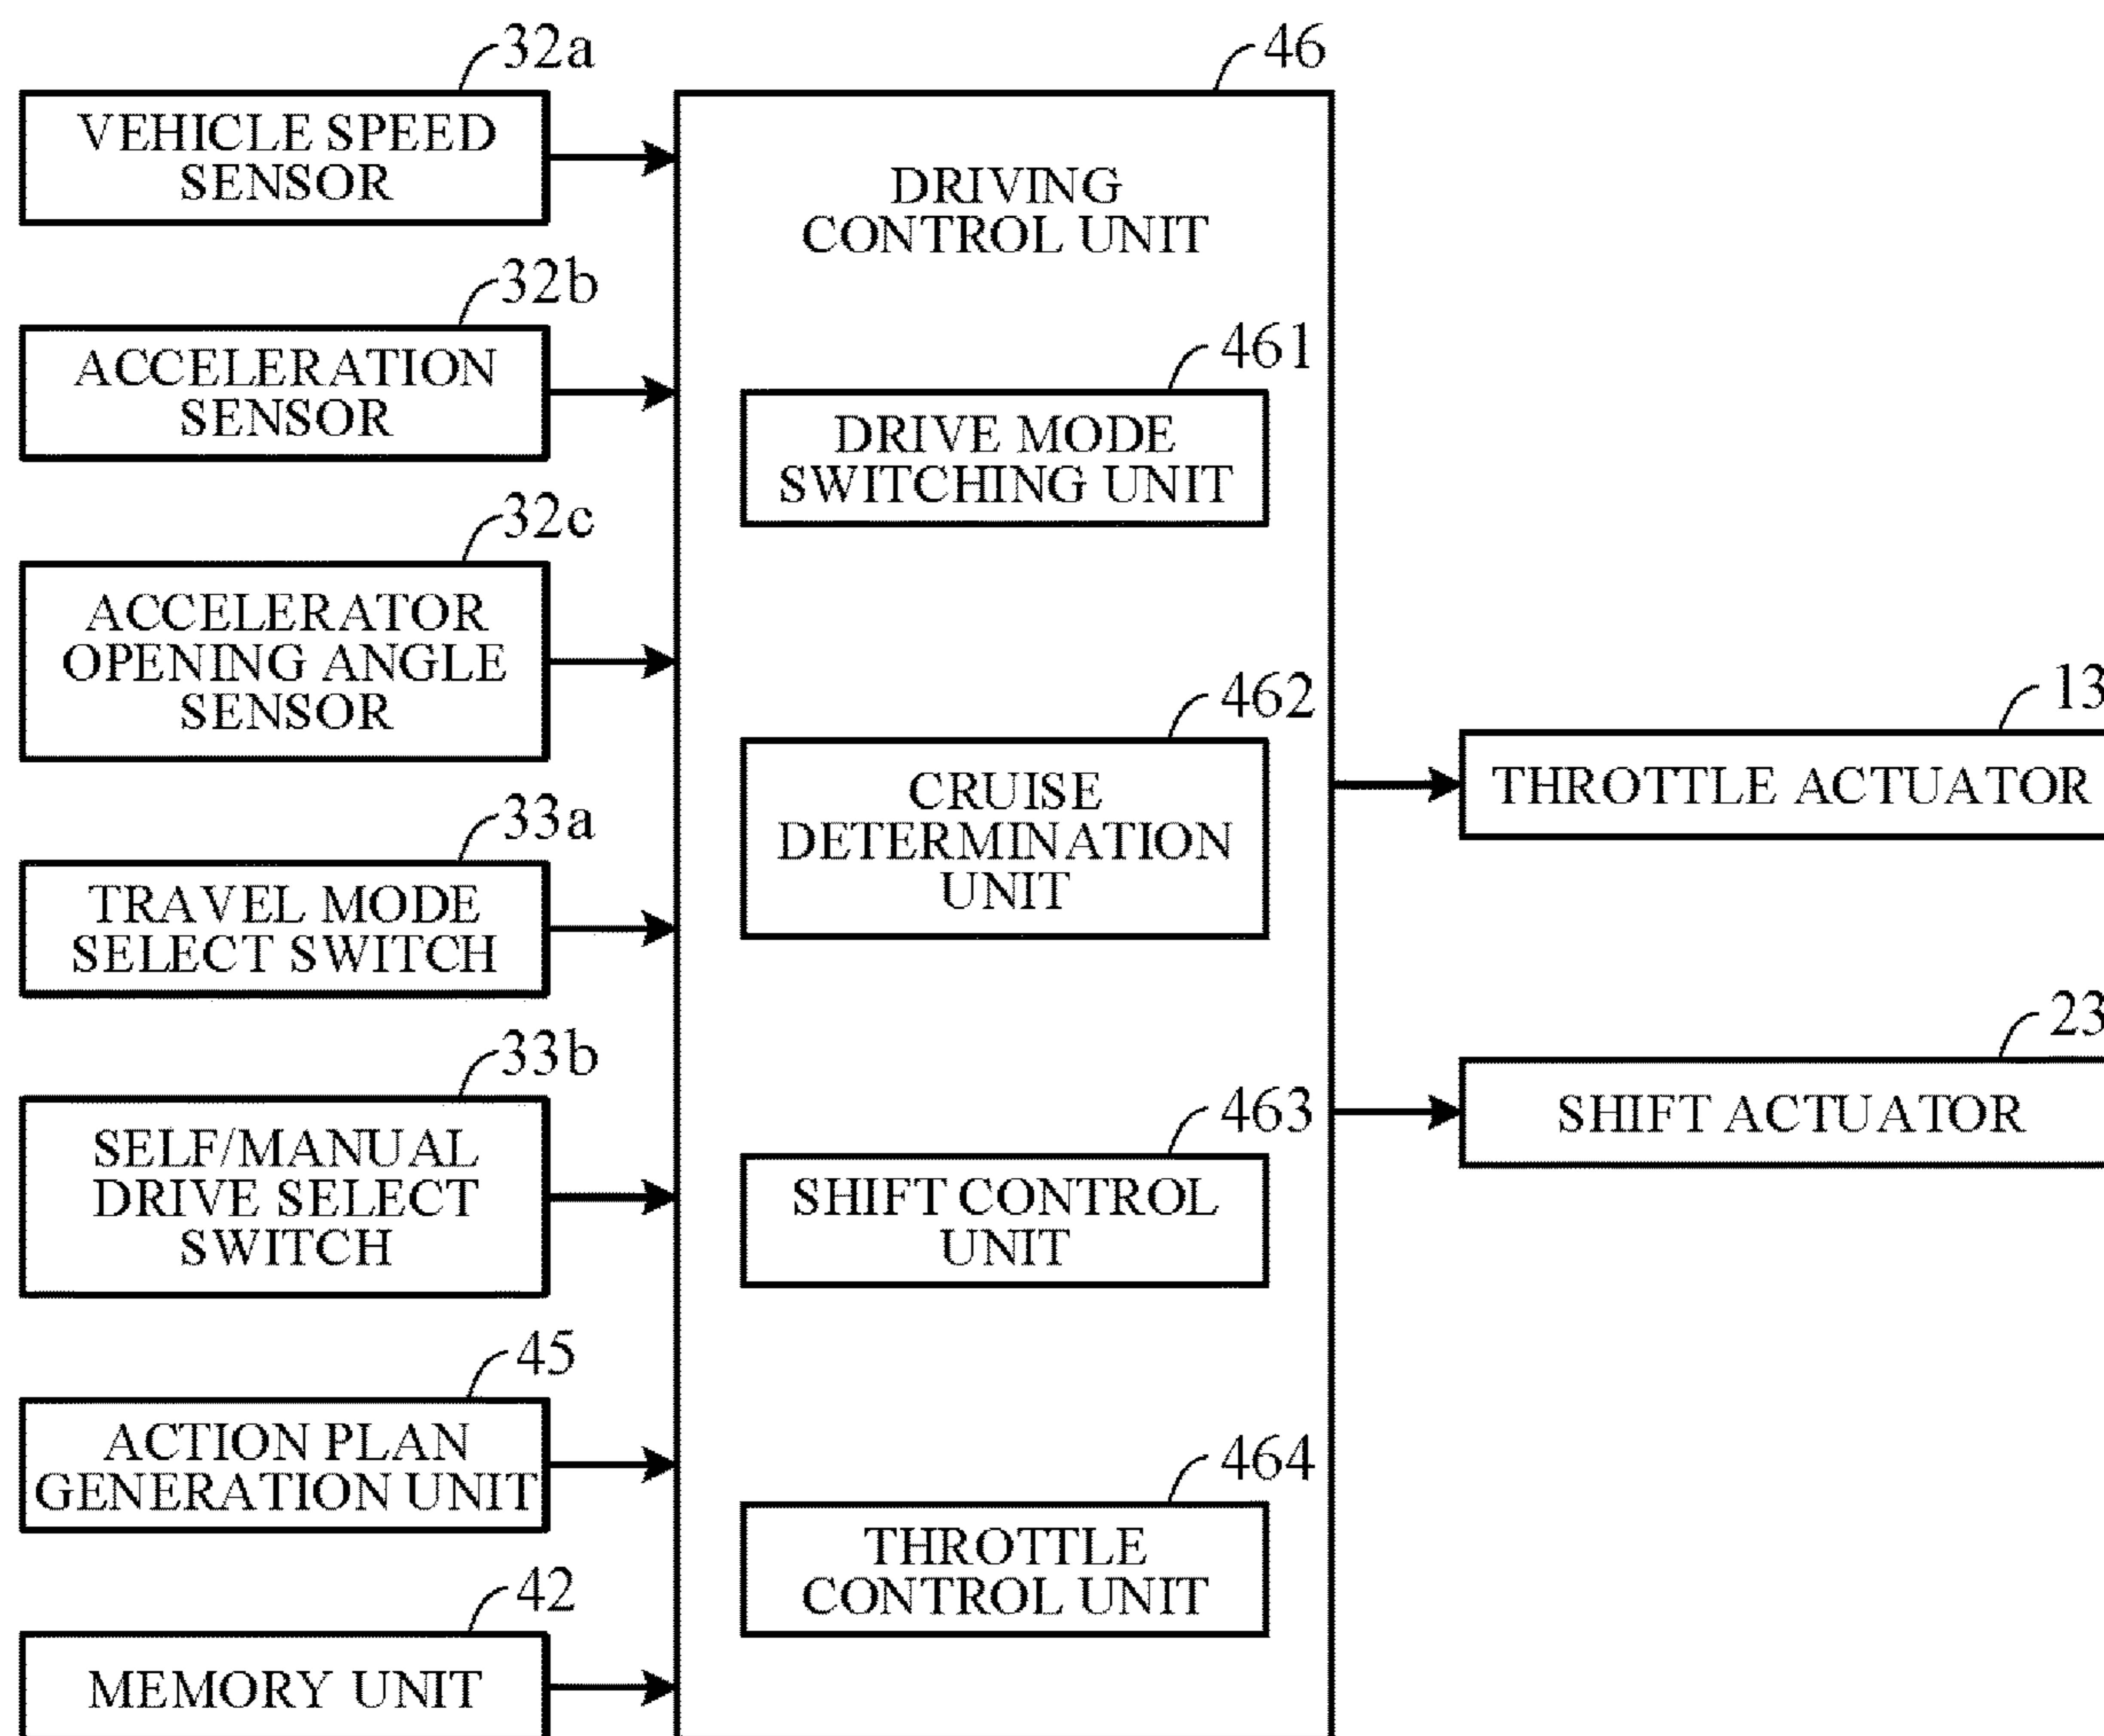 32a
VEHICLE SPEED
SENSOR
32b
ACCELERATION
SENSOR
32c
ACCELERATOR
OPENING ANGLE
SENSOR
33a
TRAVEL MODE
SELECT SWITCH
33b
SELF/MANUAL
DRIVE SELECT
SWITCH
45
ACTION PLAN
GENERATION UNIT
42
MEMORY UNIT
46
DRIVING
CONTROL UNIT
461
DRIVE MODE
SWITCHING UNIT
462
CRUISE
DETERMINATION
UNIT
463
SHIFT CONTROL
UNIT
464
THROTTLE
CONTROL UNIT
13
THROTTLE ACTUATOR
23
SHIFT ACTUATOR